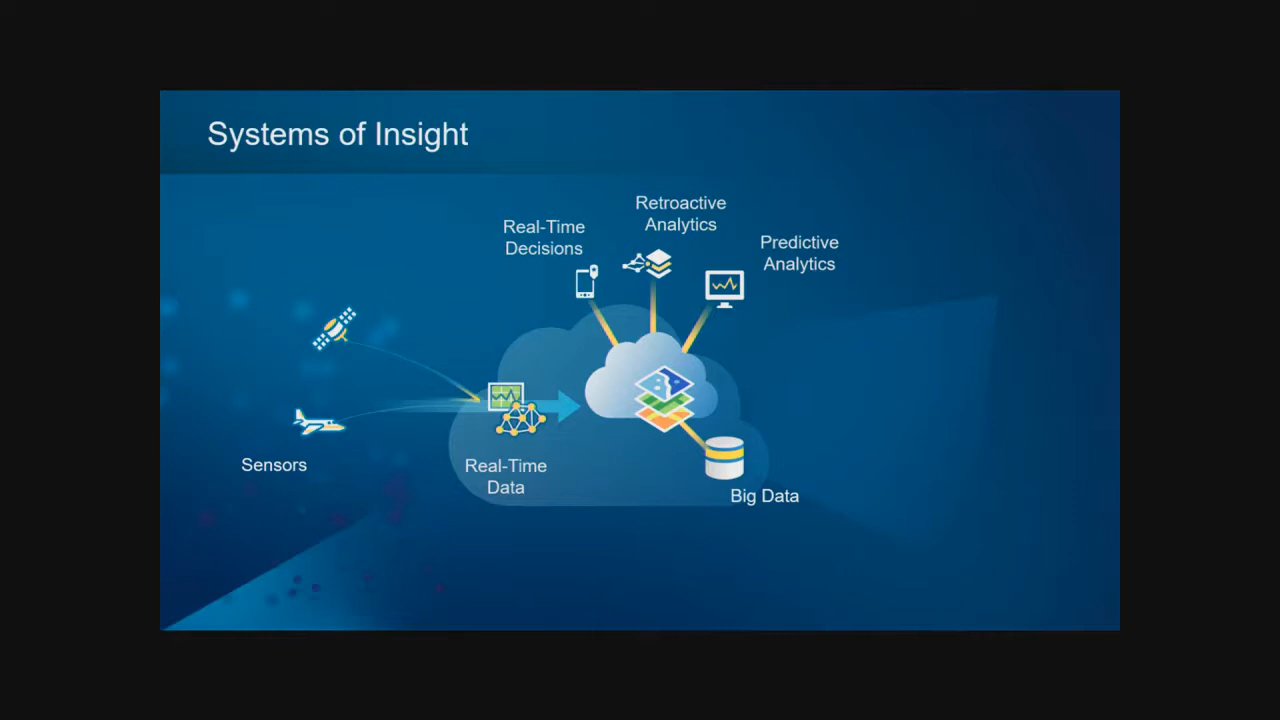 Systems of Insight
Retroactive
Analytics
Real-Time
Decisions
Predictive
Analytics
Sensors
Real-Time
Data
Big Data